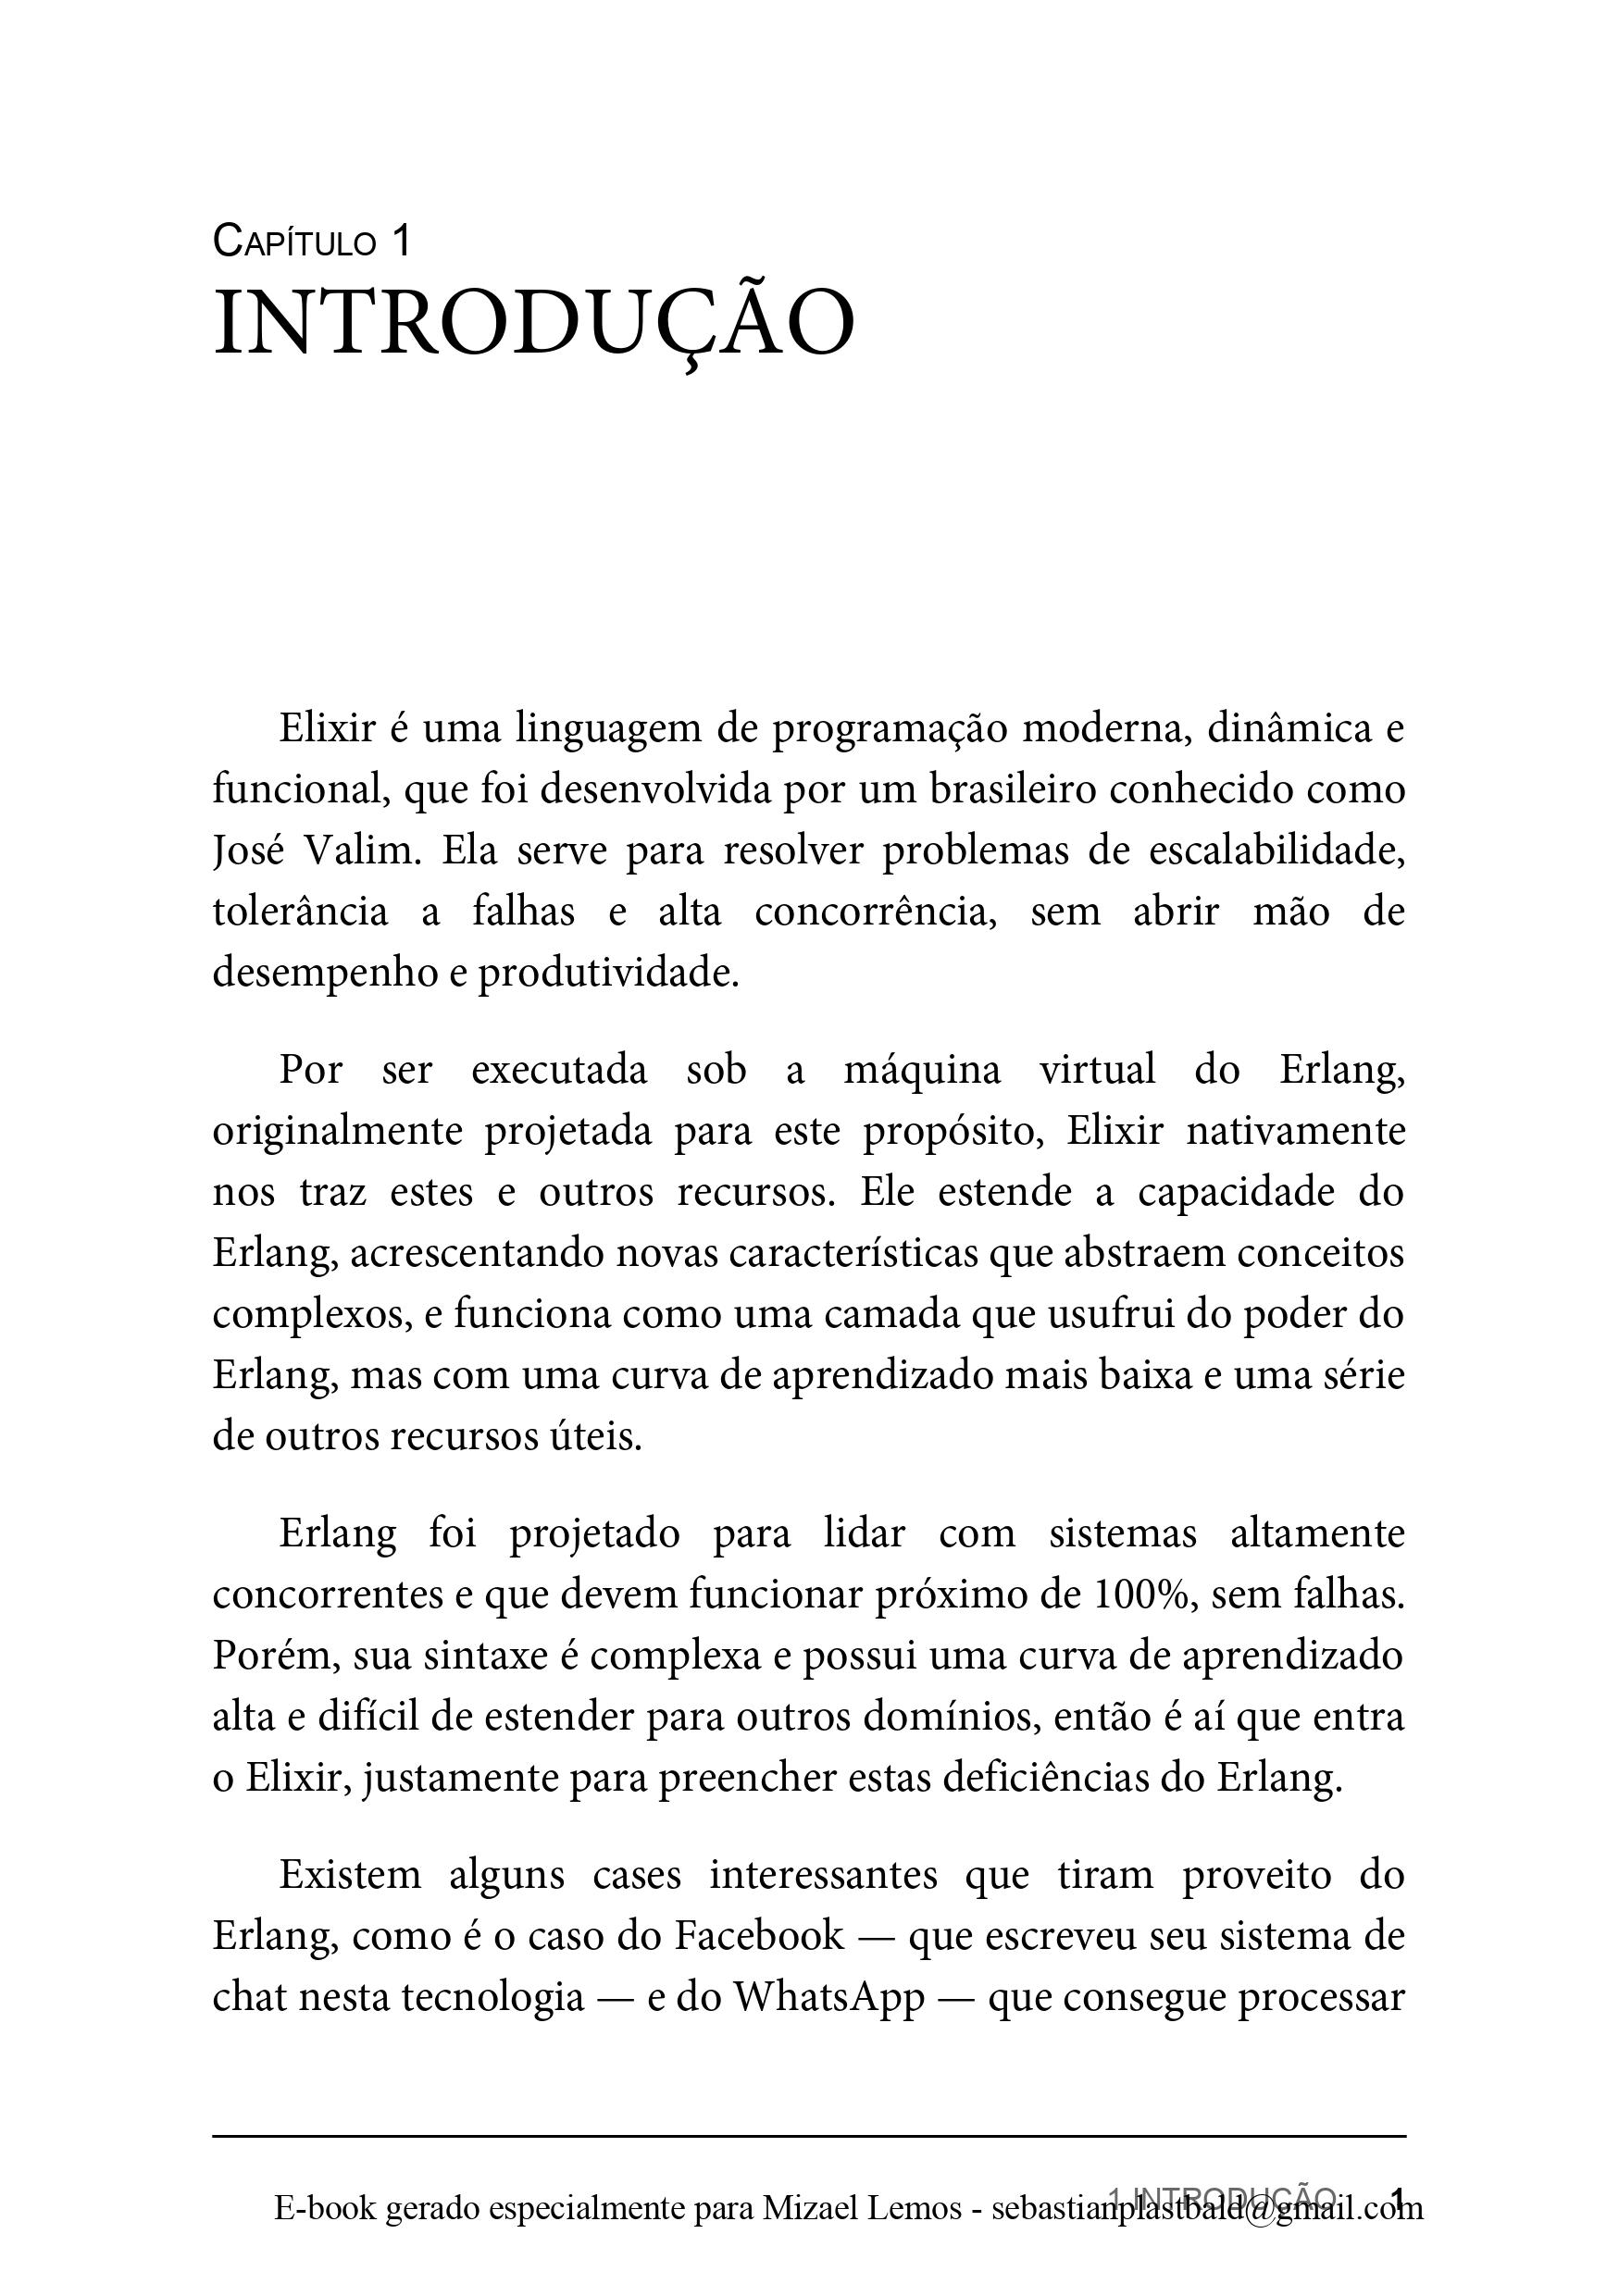 Capítulo 1
INTRODUÇÃO
Elixir é uma linguagem de programação moderna, dinâmica e
funcional, que foi desenvolvida por um brasileiro conhecido como
José Valim. Ela serve para resolver problemas de escalabilidade,
tolerância a falhas e alta concorrência, sem abrir mão de
desempenho e produtividade.
Por ser executada sob a máquina virtual do Erlang,
originalmente projetada para este propósito, Elixir nativamente
nos traz estes e outros recursos. Ele estende a capacidade do
Erlang, acrescentando novas características que abstraem conceitos
complexos, e funciona como uma camada que usufrui do poder do
Erlang, mas com uma curva de aprendizado mais baixa e uma série
de outros recursos úteis.
Erlang foi projetado para lidar com sistemas altamente
concorrentes e que devem funcionar próximo de 100%, sem falhas.
Porém, sua sintaxe é complexa e possui uma curva de aprendizado
alta e difícil de estender para outros domínios, então é aí que entra
o Elixir, justamente para preencher estas deficiências do Erlang.
Existem alguns cases interessantes que tiram proveito do
Erlang, como é o caso do Facebook — que escreveu seu sistema de
chat nesta tecnologia — e do WhatsApp — que consegue processar
1 INTRODUÇÃO 1
E-book gerado especialmente para Mizael Lemos - sebastianplastbald@gmail.com